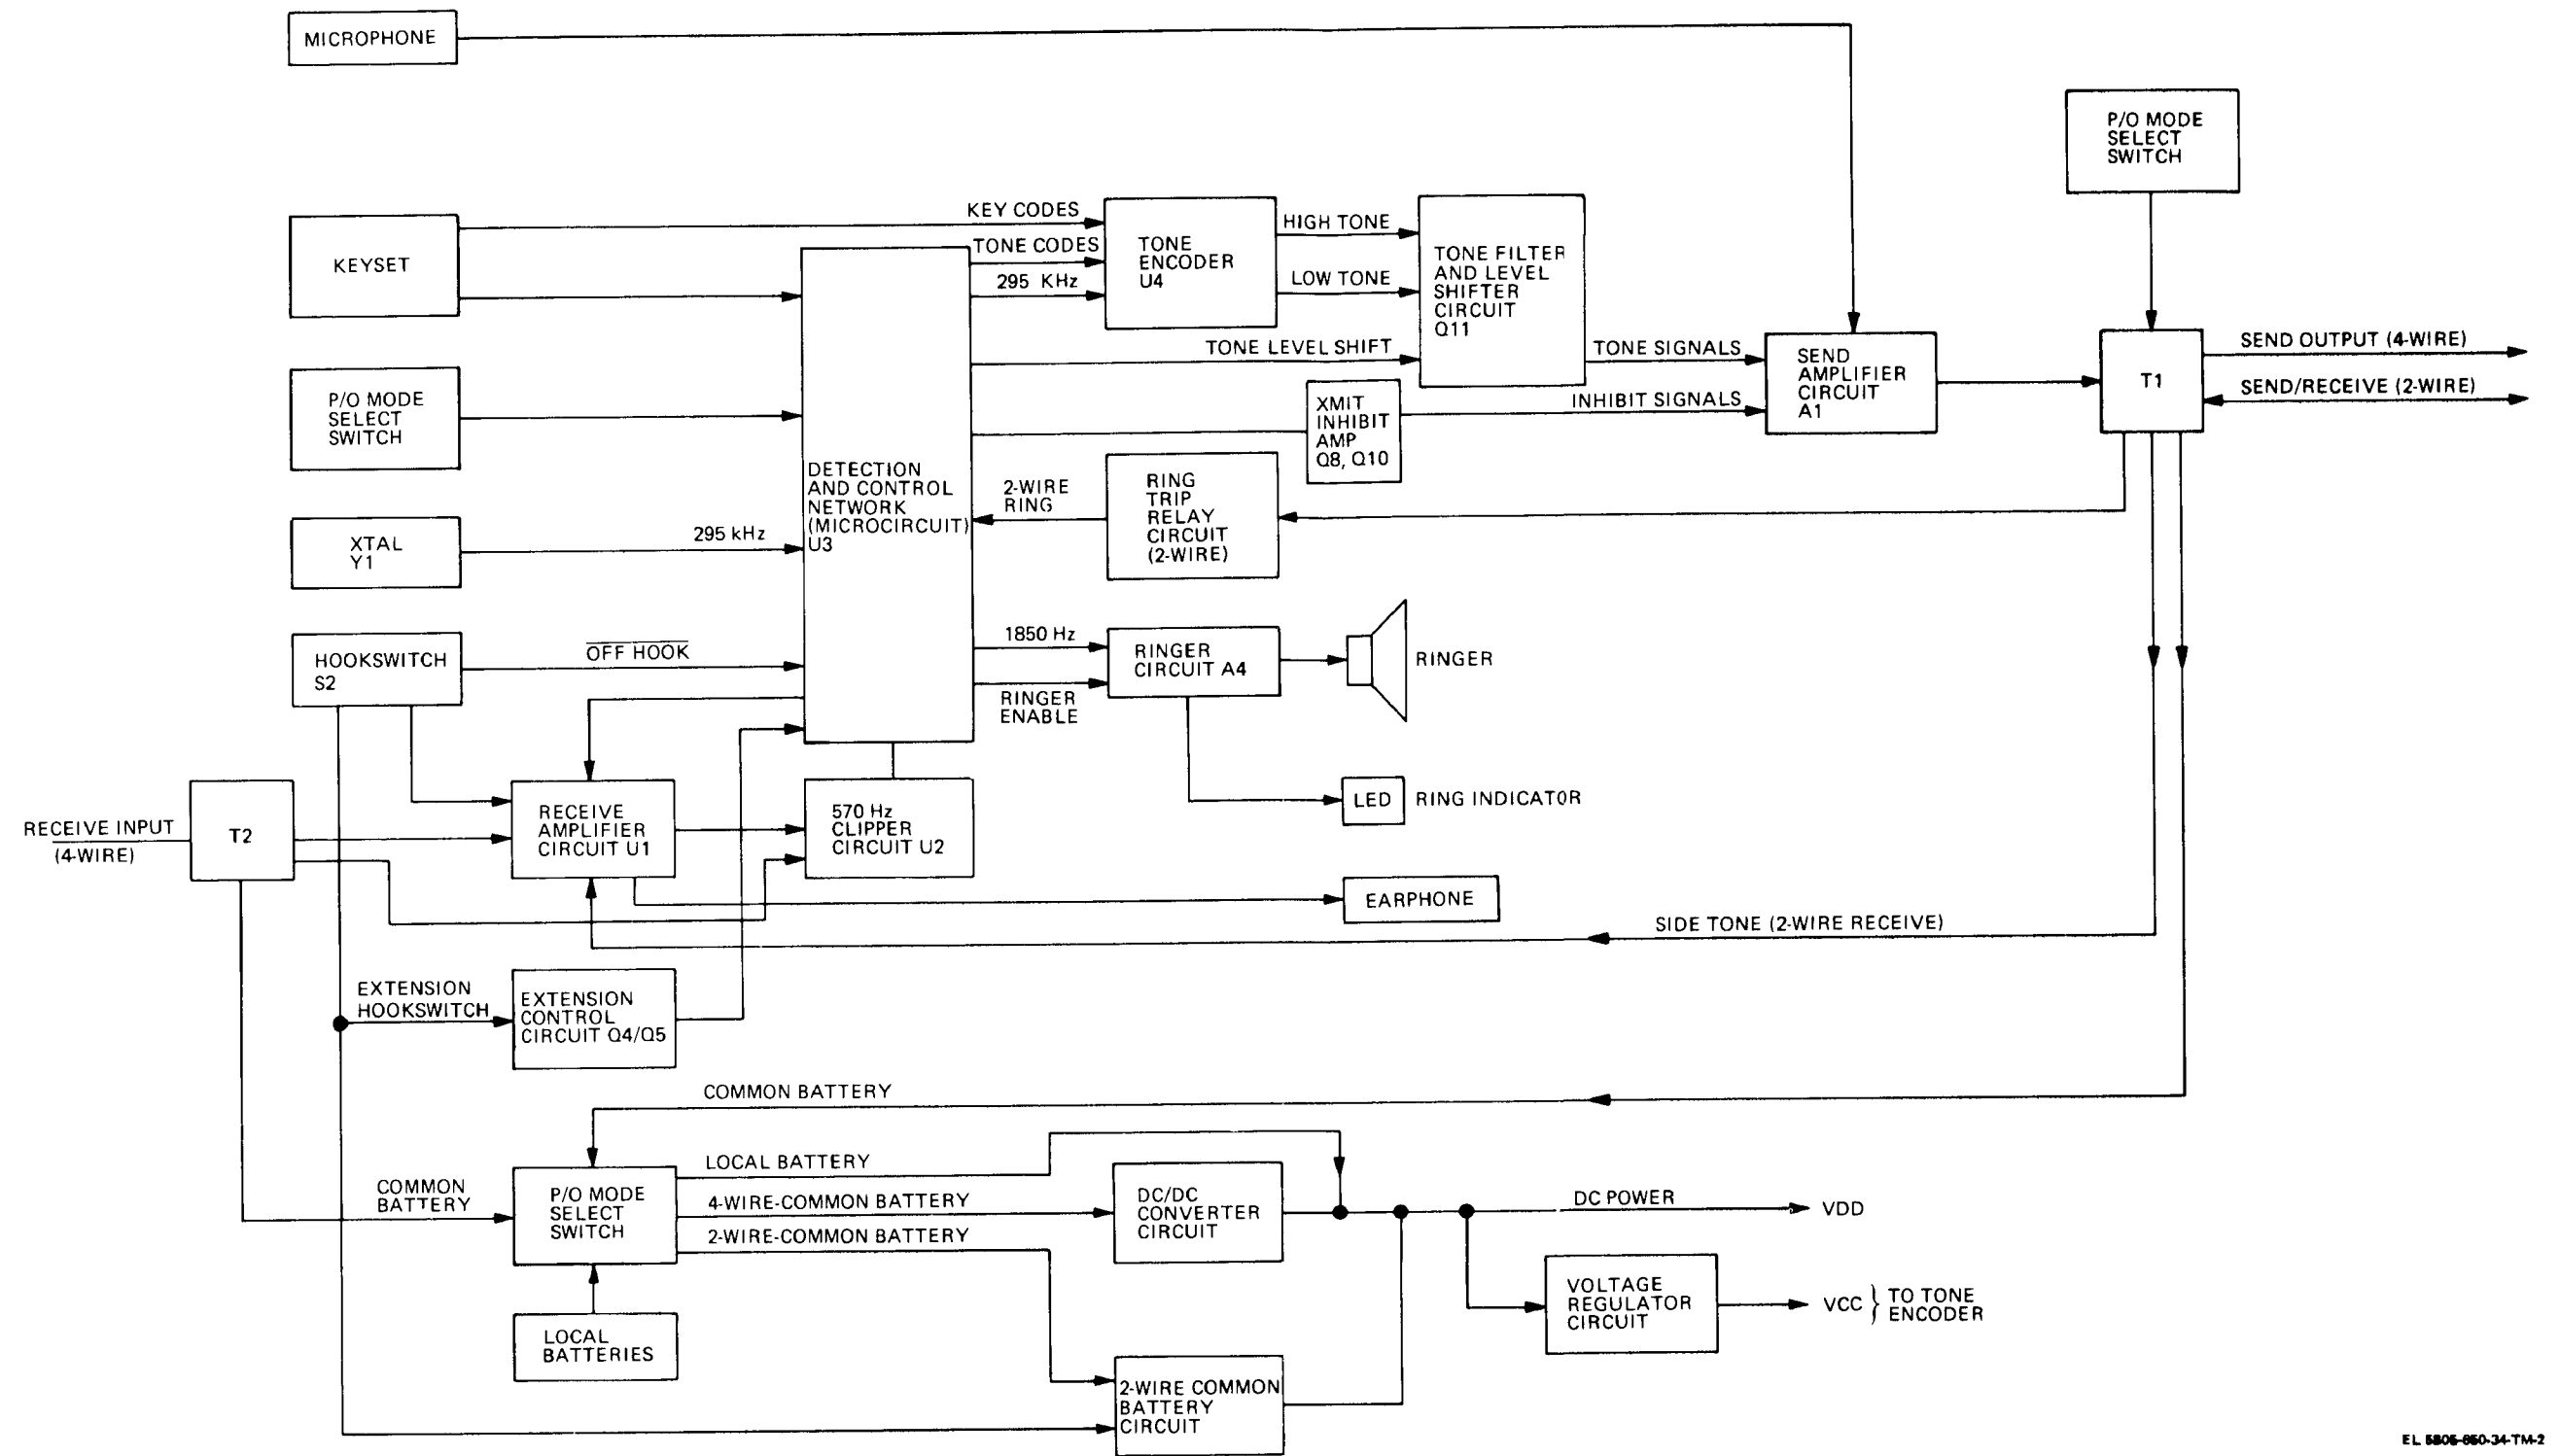 MICROPHONE
P/O MODE
SELECT
SWITCH
KEYSET
KEY CODES
TONE CODES
295 KHz
TONE
ENCODER
U4
HIGH TONE
LOW TONE
TONE FILTER
AND LEVEL
SHIFTER
CIRCUIT
Q11
TONE LEVEL SHIFT
TONE SIGNALS
INHIBIT SIGNALS
XMIT
INHIBIT
AMP
Q8, Q10
SEND
AMPLIFIER
CIRCUIT
A1
T1
SEND OUTPUT (4-WIRE)
SEND/RECEIVE (2-WIRE)
P/O MODE
SELECT
SWITCH
DETECTION
AND CONTROL
NETWORK
(MICROCIRCUIT)
U3
2-WIRE
RING
RING
TRIP
RELAY
CIRCUIT
(2-WIRE)
XTAL
Y1
295 kHz
HOOKSWITCH
S2
OFF HOOK
1850 Hz
RINGER
ENABLE
RINGER
CIRCUIT A4
RINGER
LED
RING INDICATOR
RECEIVE INPUT
(4-WIRE)
T2
RECEIVE
AMPLIFIER
CIRCUIT U1
570 Hz
CLIPPER
CIRCUIT U2
EARPHONE
SIDE TONE (2-WIRE RECEIVE)
EXTENSION
HOOKSWITCH
EXTENSION
CONTROL
CIRCUIT Q4/Q5
COMMON BATTERY
COMMON
BATTERY
P/O MODE
SELECT
SWITCH
LOCAL BATTERY
4-WIRE-COMMON BATTERY
2-WIRE-COMMON BATTERY
DC/DC
CONVERTER
CIRCUIT
DC POWER
VDD
LOCAL
BATTERIES
VOLTAGE
REGULATOR
CIRCUIT
VCC } TO TONE
ENCODER
2-WIRE COMMON
BATTERY
CIRCUIT
EL 5805-650-34-TM-2